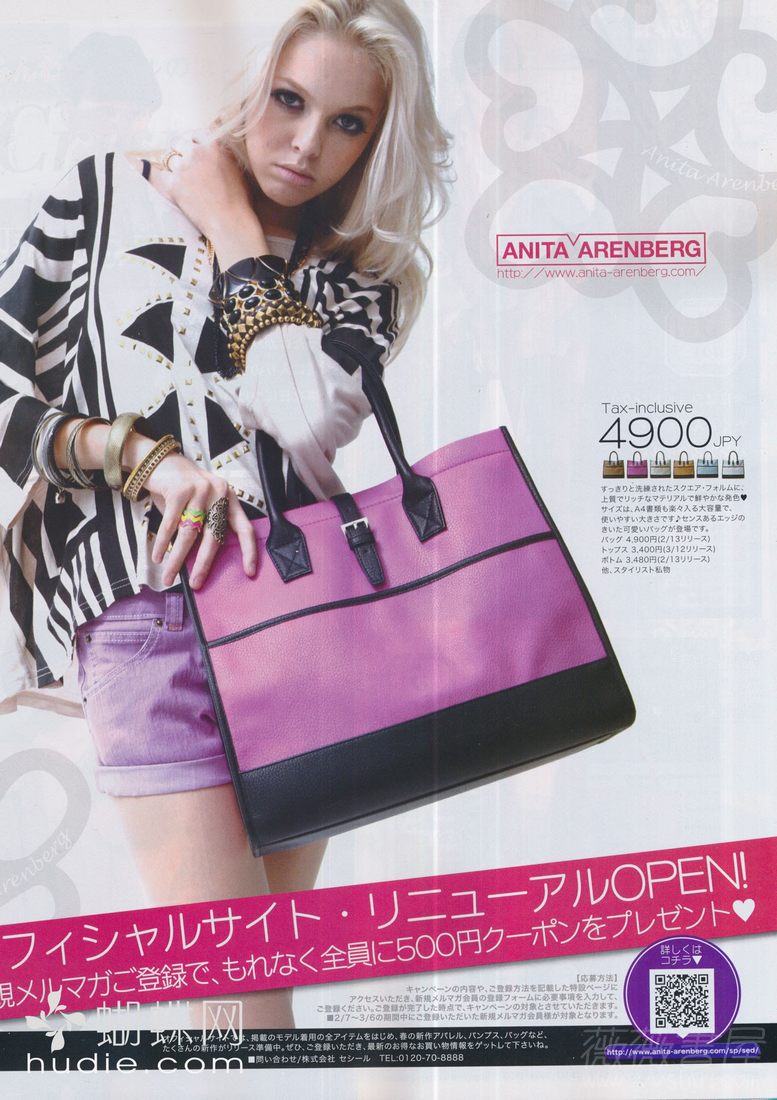 Anita Arenberg
ANITA ARENBERG
http://www.anita-arenberg.com/
Tax-inclusive
4900JPY
すっきりと洗練されたスクエア・フォルムに、
上質でリッチなマテリアルで鮮やかな発色♥
サイズは、A4書類も楽々入る大容量で、
使いやすい大きさです♪センスあるエッジの
きいた可愛いバッグが登場です。
バッグ 4,900円(2/13リリース)
トップス 3,400円(3/12リリース)
ボトム 3,480円(2/13リリース)
他、スタイリスト私物
Arenberg
フィシャルサイト・リニューアルOPEN!
規メルマガご登録で、もれなく全員に500円クーポンをプレゼント♥
詳しくは
コチラ▼
【応募方法】
キャンペーンの内容や、ご登録方法を記載した特設ページに
アクセスいただき、新規メルマガ会員の登録フォームに必要事項を入力して、
ご登録ください。ご登録が完了した時点で、キャンペーンの対象とさせていただきます。
■2/7〜3/6の期間中にご登録いただいた新規メルマガ会員様が対象となります。
http://www.anita-arenberg.com/sp/sed/
フィシャルサイトでは、掲載のモデル着用の全アイテムをはじめ、春の新作アパレル、パンプス、バッグなど、
たくさんの新作がリリース準備中。ぜひ、ご登録いただき、最新のお得なお買い物情報をゲットして下さいね。
■問い合わせ/株式会社 セシール TEL:0120-70-8888
蝴蝶网
hudie.com
薇薇書屋